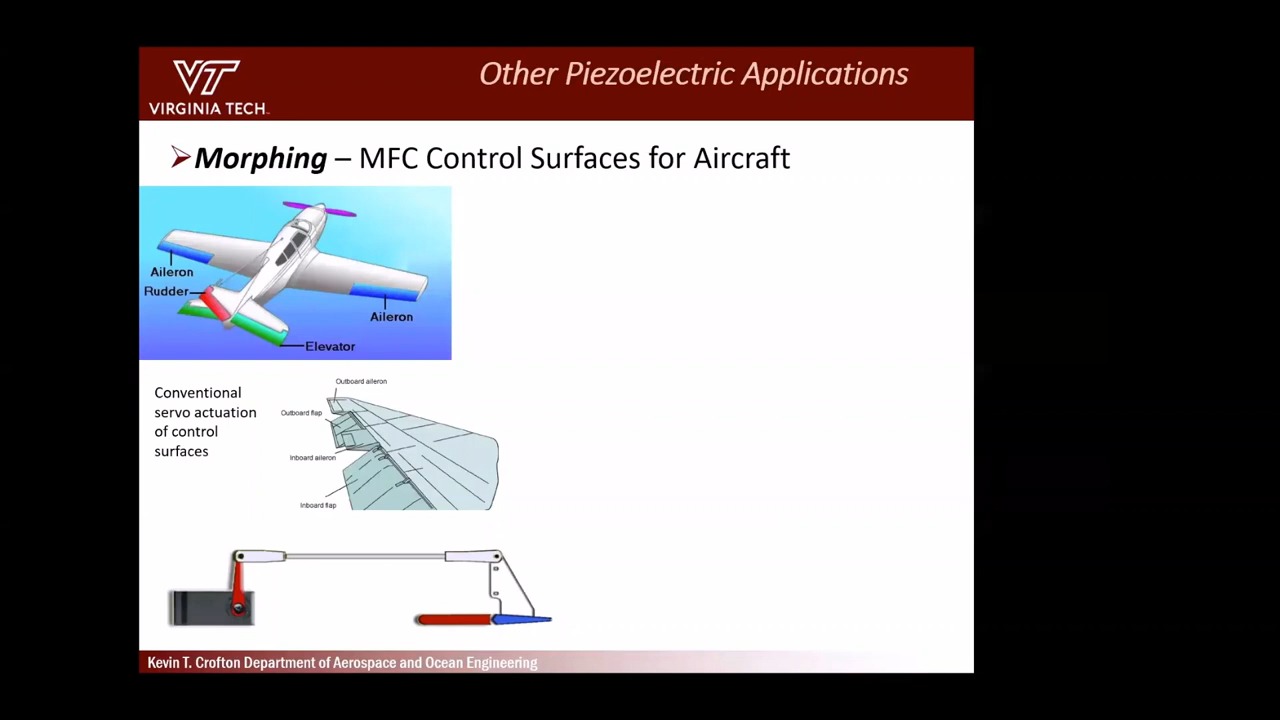 VT
VIRGINIA TECH
Other Piezoelectric Applications
Morphing – MFC Control Surfaces for Aircraft
Aileron
Rudder
Aileron
Elevator
Conventional
servo actuation
of control
surfaces
Outboard aileron
Outboard flap
Inboard aileron
Inboard flap
Kevin T. Crofton Department of Aerospace and Ocean Engineering